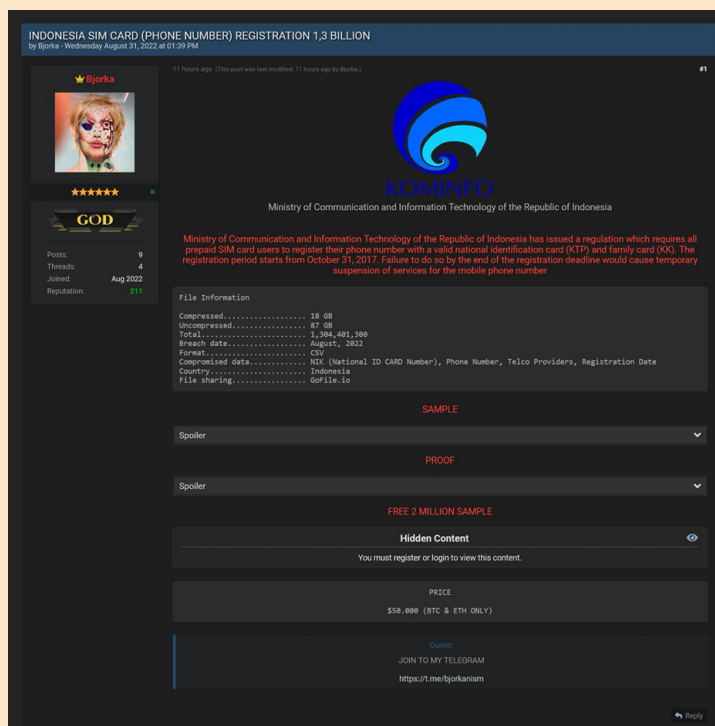 INDONESIA SIM CARD (PHONE NUMBER) REGISTRATION 1,3 BILLION
by Bjorka - Wednesday August 31, 2022 at 01:39 PM
Bjorka
GOD
Posts: 9
Threads: 4
Joined: Aug 2022
Reputation: 211
11 hours ago (This post was last modified: 11 hours ago by Bjorka.)
#1
KOMINFO
Ministry of Communication and Information Technology of the Republic of Indonesia
Ministry of Communication and Information Technology of the Republic of Indonesia has issued a regulation which requires all
prepaid SIM card users to register their phone number with a valid national identification card (KTP) and family card (KK). The
registration period starts from October 31, 2017. Failure to do so by the end of the registration deadline would cause temporary
suspension of services for the mobile phone number
File Information
Compressed................... 18 GB
Uncompressed................. 87 GB
Total........................ 1,304,401,300
Breach date.................. August, 2022
Format....................... CSV
Compromised data............. NIK (National ID CARD Number), Phone Number, Telco Providers, Registration Date
Country...................... Indonesia
File sharing................. GoFile.io
SAMPLE
Spoiler
PROOF
Spoiler
FREE 2 MILLION SAMPLE
Hidden Content
You must register or login to view this content.
PRICE
$50.000 (BTC & ETH ONLY)
Quote:
JOIN TO MY TELEGRAM
https://t.me/bjorkanism
Reply